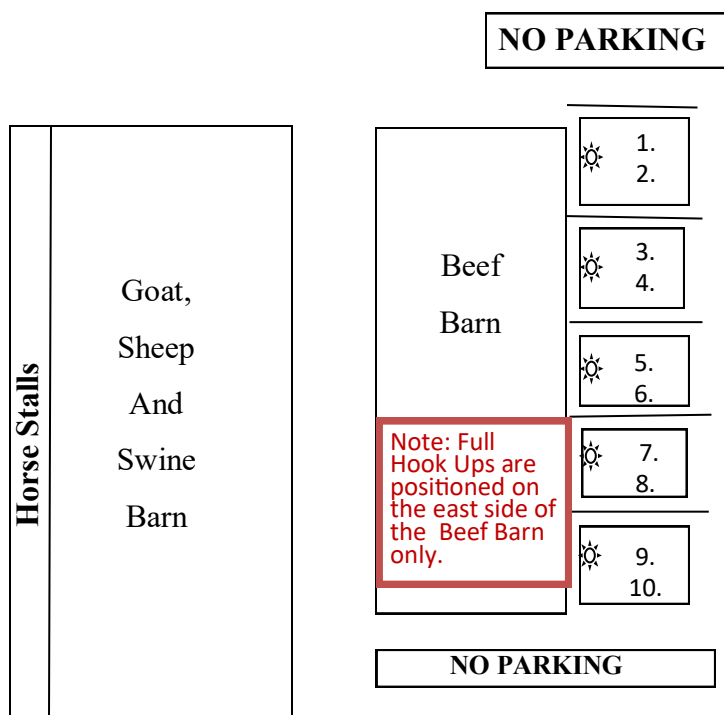 NO PARKING
Horse Stalls
Goat,
Sheep
And
Swine
Barn
Beef
Barn
Note: Full
Hook Ups are
positioned on
the east side of
the Beef Barn
only.
1.
2.
3.
4.
5.
6.
7.
8.
9.
10.
NO PARKING